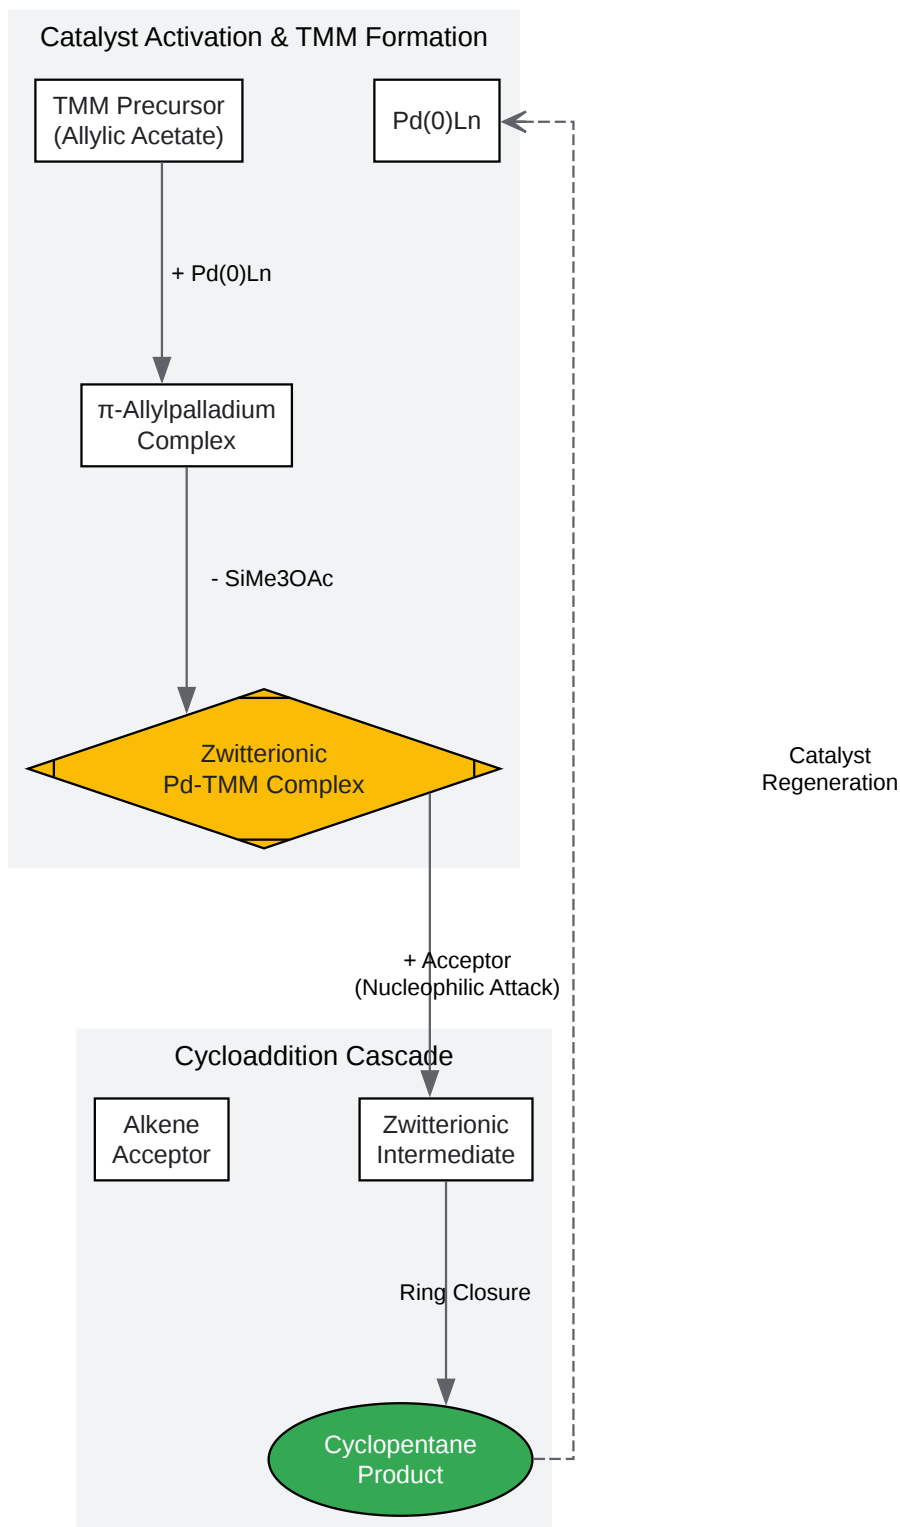 Catalyst Activation & TMM Formation
TMM Precursor
(Allylic Acetate)
Pd(0)Ln
+ Pd(0)Ln
π-Allylpalladium
Complex
- SiMe3OAc
Zwitterionic
Pd-TMM Complex
Catalyst
Regeneration
+ Acceptor
(Nucleophilic Attack)
Cycloaddition Cascade
Alkene
Acceptor
Zwitterionic
Intermediate
Ring Closure
Cyclopentane
Product